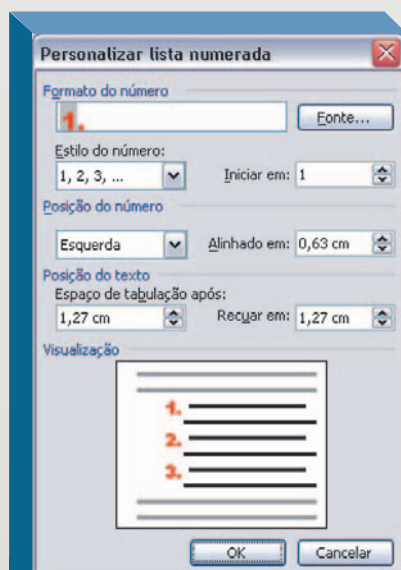 Personalizar lista numerada
Formato do número
1.
Fonte...
Estilo do número:
1, 2, 3, ...
Iniciar em: 1
Posição do número
Esquerda
Alinhado em: 0,63 cm
Posição do texto
Espaço de tabulação após:
1,27 cm
Recuar em: 1,27 cm
Visualização
1.
2.
3.
OK
Cancelar